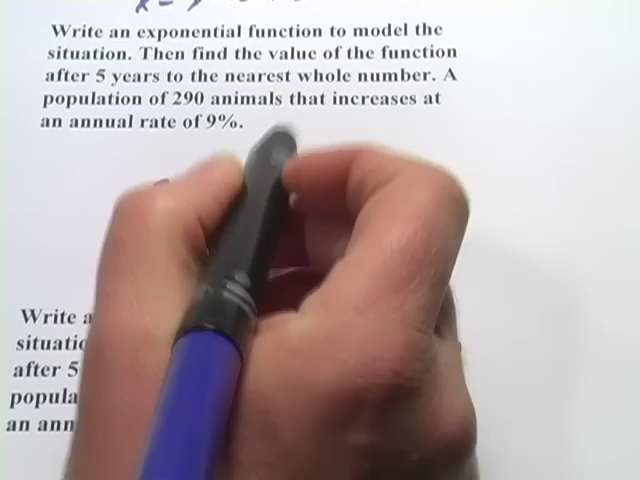 Write an exponential function to model the
situation. Then find the value of the function
after 5 years to the nearest whole number. A
population of 290 animals that increases at
an annual rate of 9%.
Write a
situatio
after 5
popula
an ann